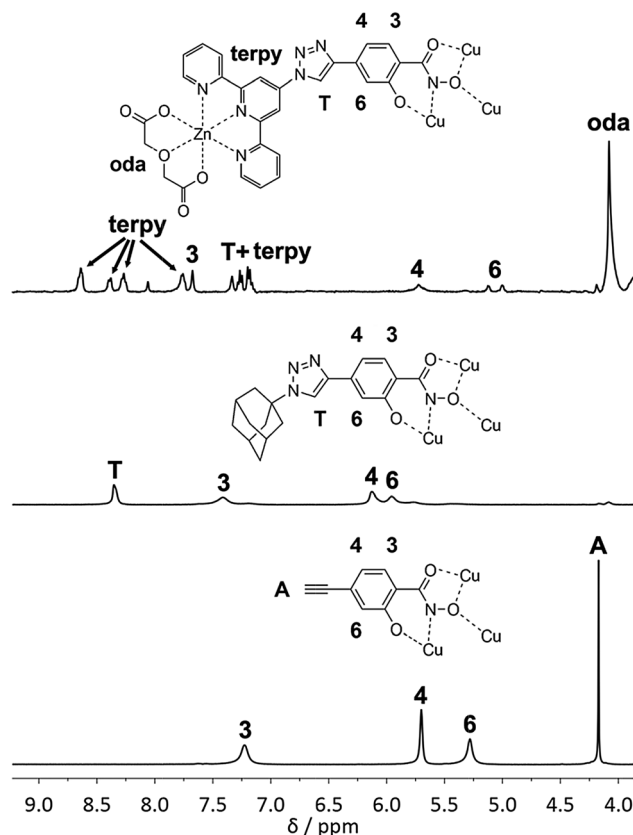 4 3
terpy
N=N
N
O
Cu
N
T 6
N
O
Cu
O
O
N
Cu
O
O
Zn
N
oda
O
N
O
oda
terpy
3 T+ terpy
4 6
4 3
N=N
N
O
Cu
T 6
N
O
Cu
O
Cu
T
3 4 6
4 3
O
Cu
A
N
O
Cu
6
O
Cu
A
3 4 6
9.0 8.5 8.0 7.5 7.0 6.5 6.0 5.5 5.0 4.5 4.0
δ / ppm